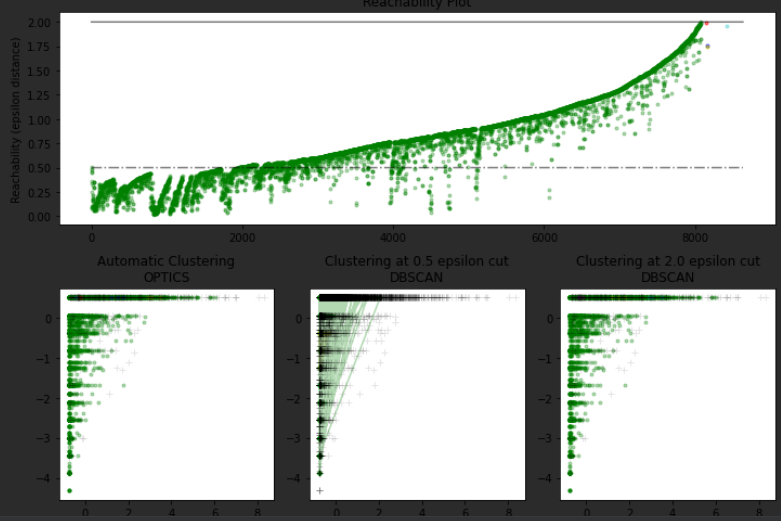 Reachability Plot
Reachability (epsilon distance)
2.00
1.75
1.50
1.25
1.00
0.75
0.50
0.25
0.00
0 2000 4000 6000 8000
Automatic Clustering
OPTICS
Clustering at 0.5 epsilon cut
DBSCAN
Clustering at 2.0 epsilon cut
DBSCAN
0
−1
−2
−3
−4
0 2 4 6 8
0
−1
−2
−3
−4
0 2 4 6 8
0
−1
−2
−3
−4
0 2 4 6 8